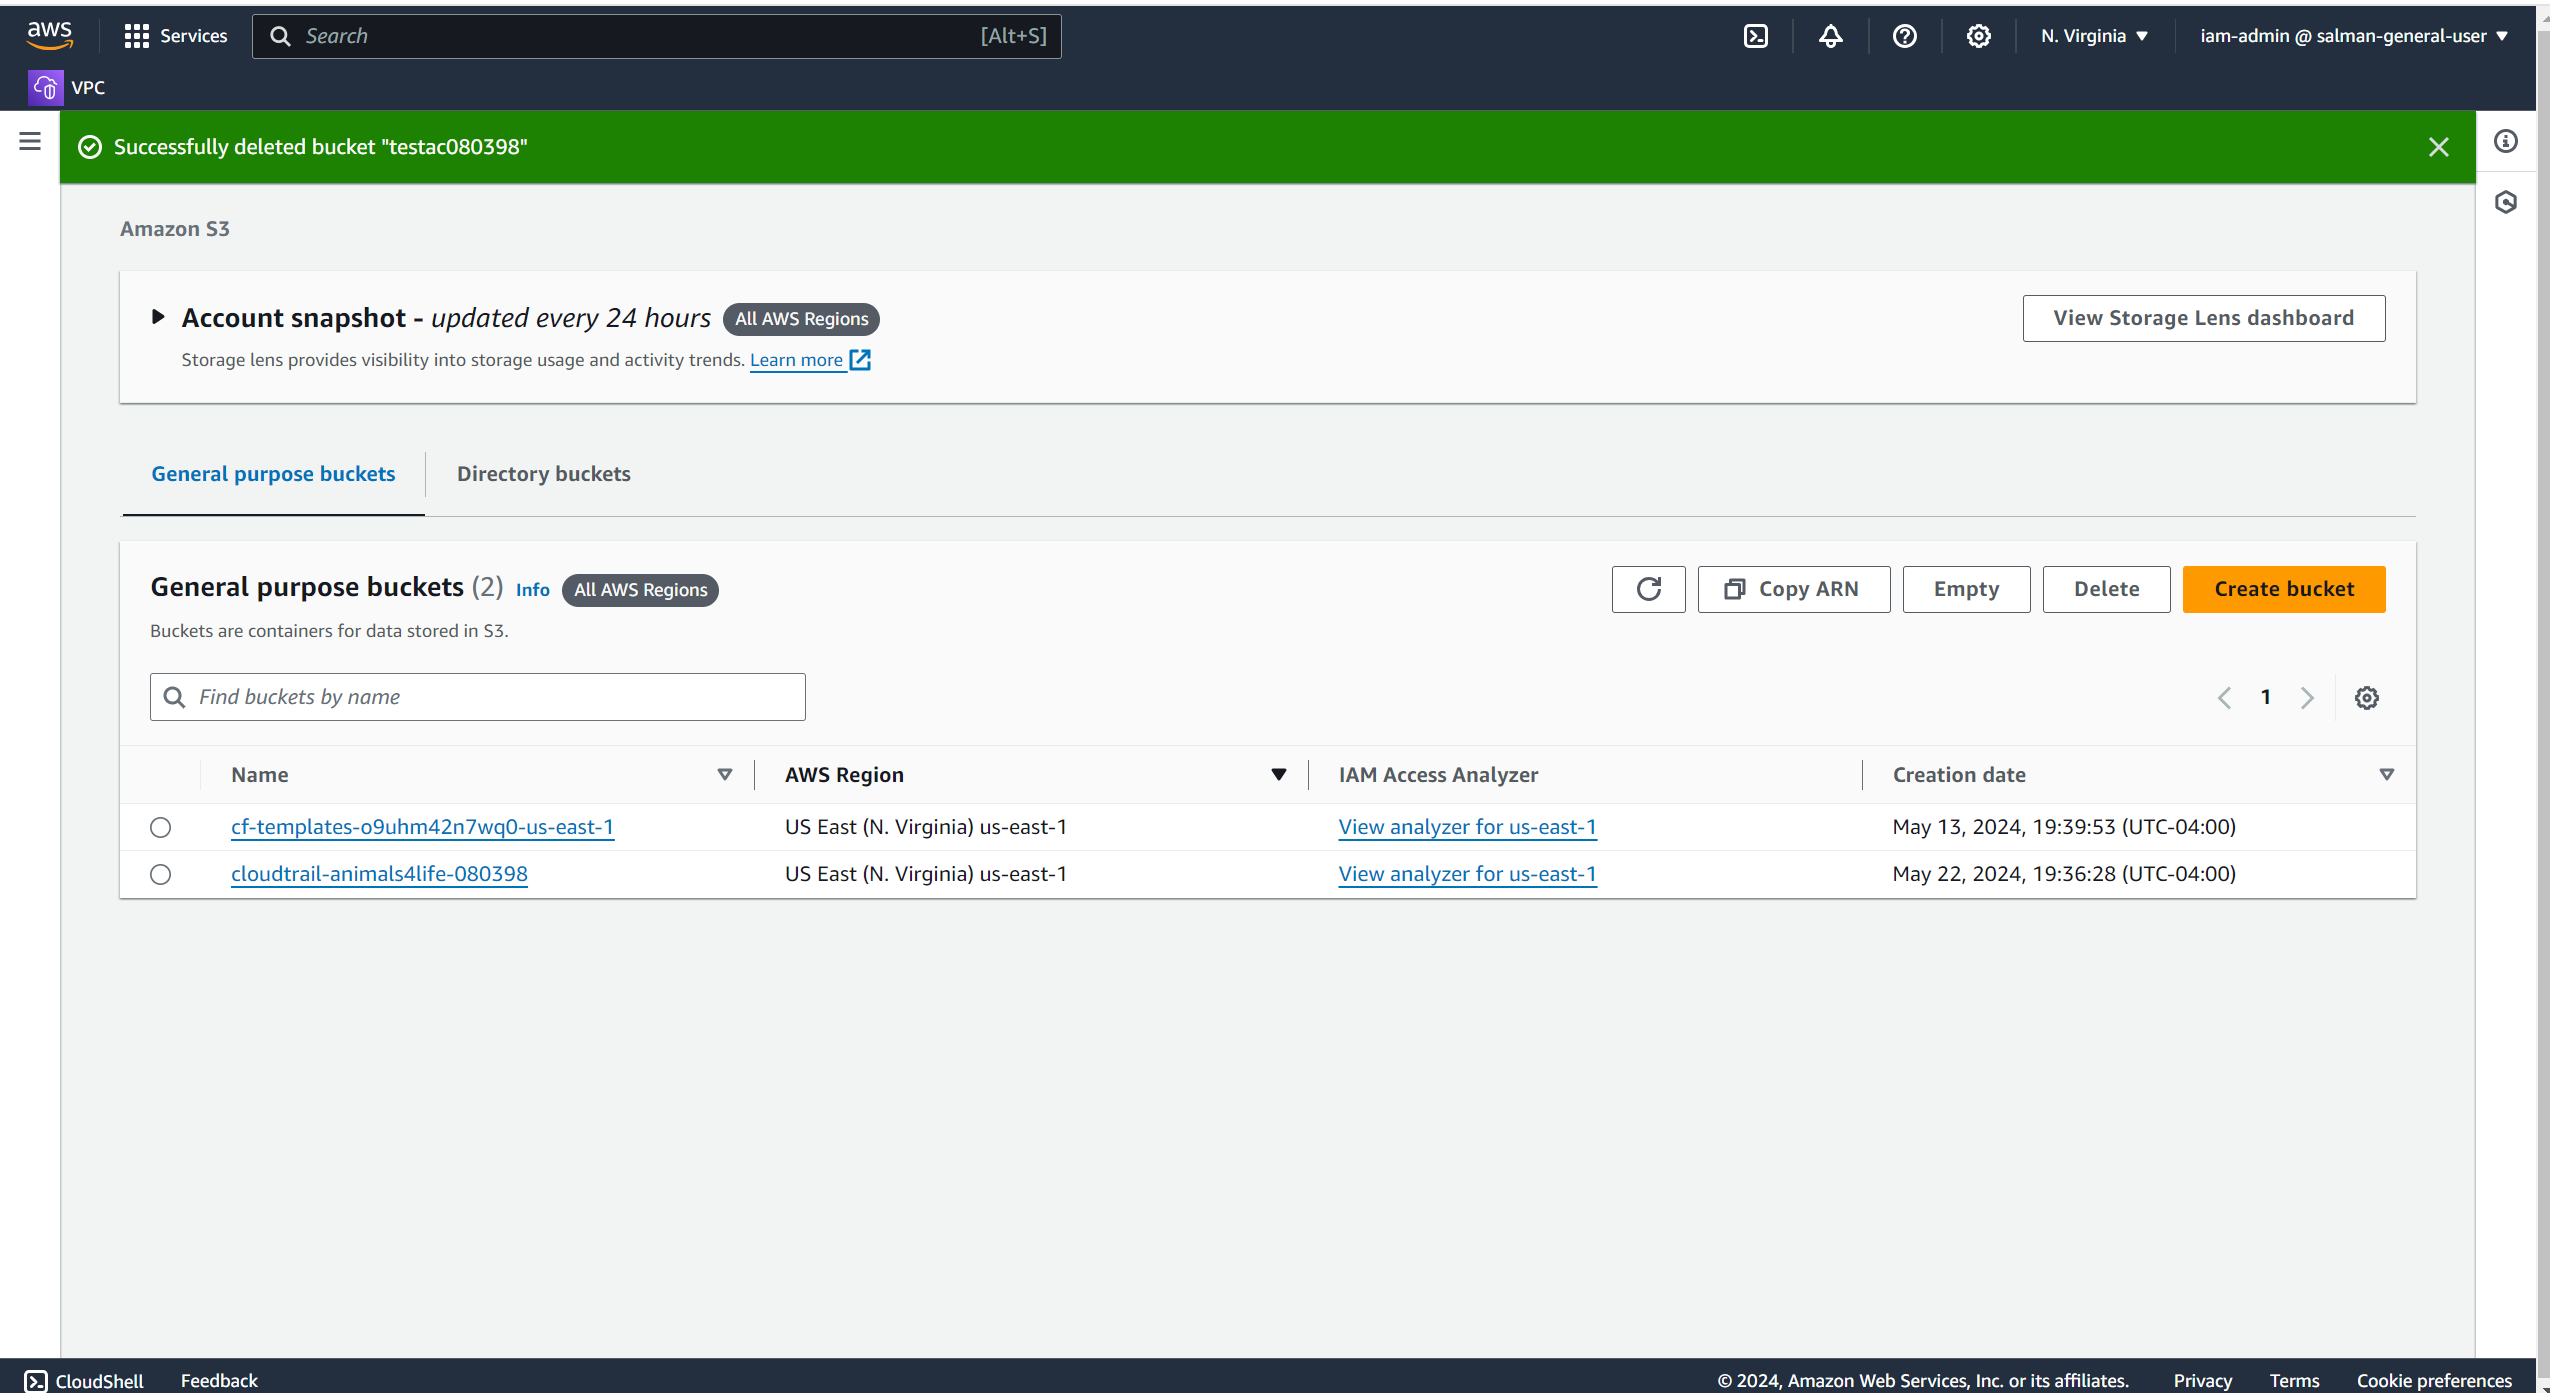 aws
Services
Search
[Alt+S]
N. Virginia
iam-admin @ salman-general-user
VPC
Successfully deleted bucket "testac080398"
Amazon S3
Account snapshot - updated every 24 hours
All AWS Regions
View Storage Lens dashboard
Storage lens provides visibility into storage usage and activity trends. Learn more
General purpose buckets
Directory buckets
General purpose buckets (2)
Info
All AWS Regions
Copy ARN
Empty
Delete
Create bucket
Buckets are containers for data stored in S3.
Find buckets by name
1
Name
AWS Region
IAM Access Analyzer
Creation date
cf-templates-o9uhm42n7wq0-us-east-1
US East (N. Virginia) us-east-1
View analyzer for us-east-1
May 13, 2024, 19:39:53 (UTC-04:00)
cloudtrail-animals4life-080398
US East (N. Virginia) us-east-1
View analyzer for us-east-1
May 22, 2024, 19:36:28 (UTC-04:00)
CloudShell
Feedback
© 2024, Amazon Web Services, Inc. or its affiliates.
Privacy
Terms
Cookie preferences